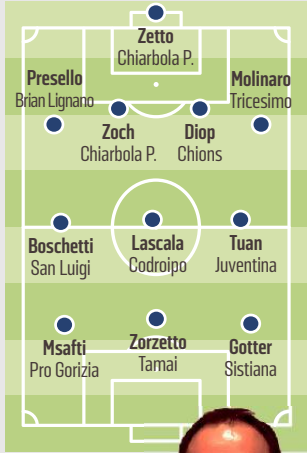 Zetto
Chiarbola P.
Presello
Brian Lignano
Molinaro
Tricesimo
Zoch
Chiarbola P.
Diop
Chions
Boschetti
San Luigi
Lascala
Codroipo
Tuan
Juventina
Msafti
Pro Gorizia
Zorzetto
Tamai
Gotter
Sistiana